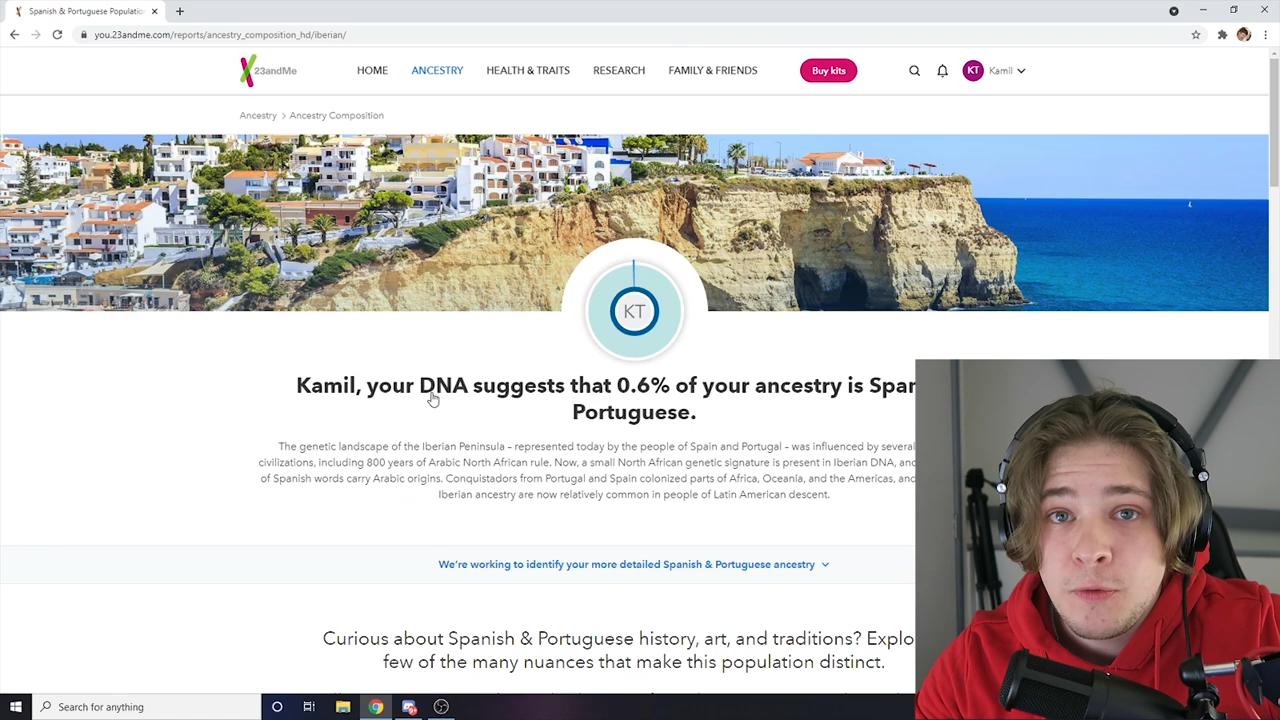 Spanish & Portuguese Populatio
you.23andme.com/reports/ancestry_composition_hd/iberian/
23andMe
HOME
ANCESTRY
HEALTH & TRAITS
RESEARCH
FAMILY & FRIENDS
Buy kits
KT
Kamil
Ancestry > Ancestry Composition
KT
Kamil, your DNA suggests that 0.6% of your ancestry is Span
Portuguese.
The genetic landscape of the Iberian Peninsula – represented today by the people of Spain and Portugal – was influenced by several
civilizations, including 800 years of Arabic North African rule. Now, a small North African genetic signature is present in Iberian DNA, and
of Spanish words carry Arabic origins. Conquistadors from Portugal and Spain colonized parts of Africa, Oceania, and the Americas, and
Iberian ancestry are now relatively common in people of Latin American descent.
We're working to identify your more detailed Spanish & Portuguese ancestry
Curious about Spanish & Portuguese history, art, and traditions? Explo
few of the many nuances that make this population distinct.
Search for anything